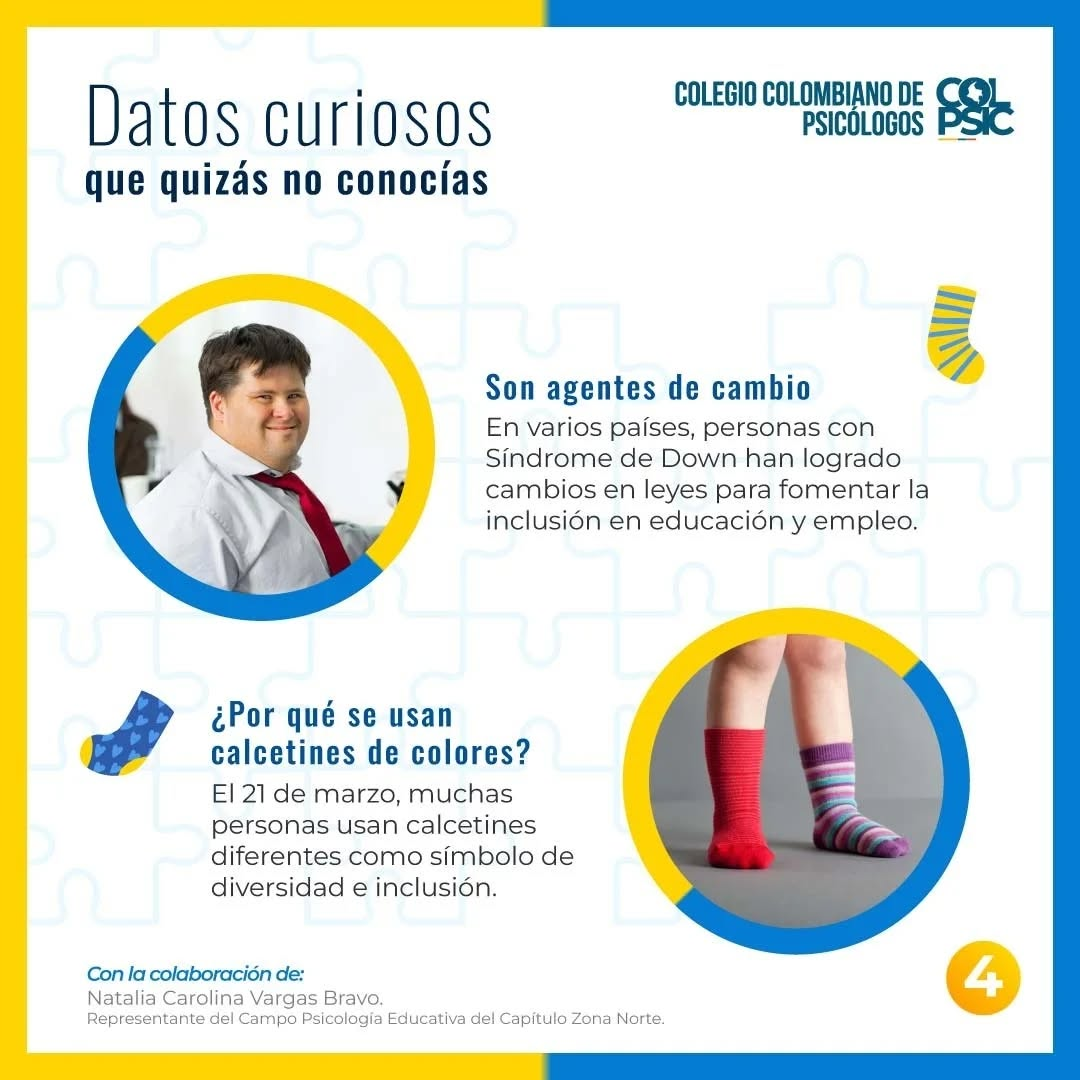 Datos curiosos
que quizás no conocías
COLEGIO COLOMBIANO DE
PSICÓLOGOS
COL
PSIC
Son agentes de cambio
En varios países, personas con
Síndrome de Down han logrado
cambios en leyes para fomentar la
inclusión en educación y empleo.
¿Por qué se usan
calcetines de colores?
El 21 de marzo, muchas
personas usan calcetines
diferentes como símbolo de
diversidad e inclusión.
Con la colaboración de:
Natalia Carolina Vargas Bravo.
Representante del Campo Psicología Educativa del Capítulo Zona Norte.
4